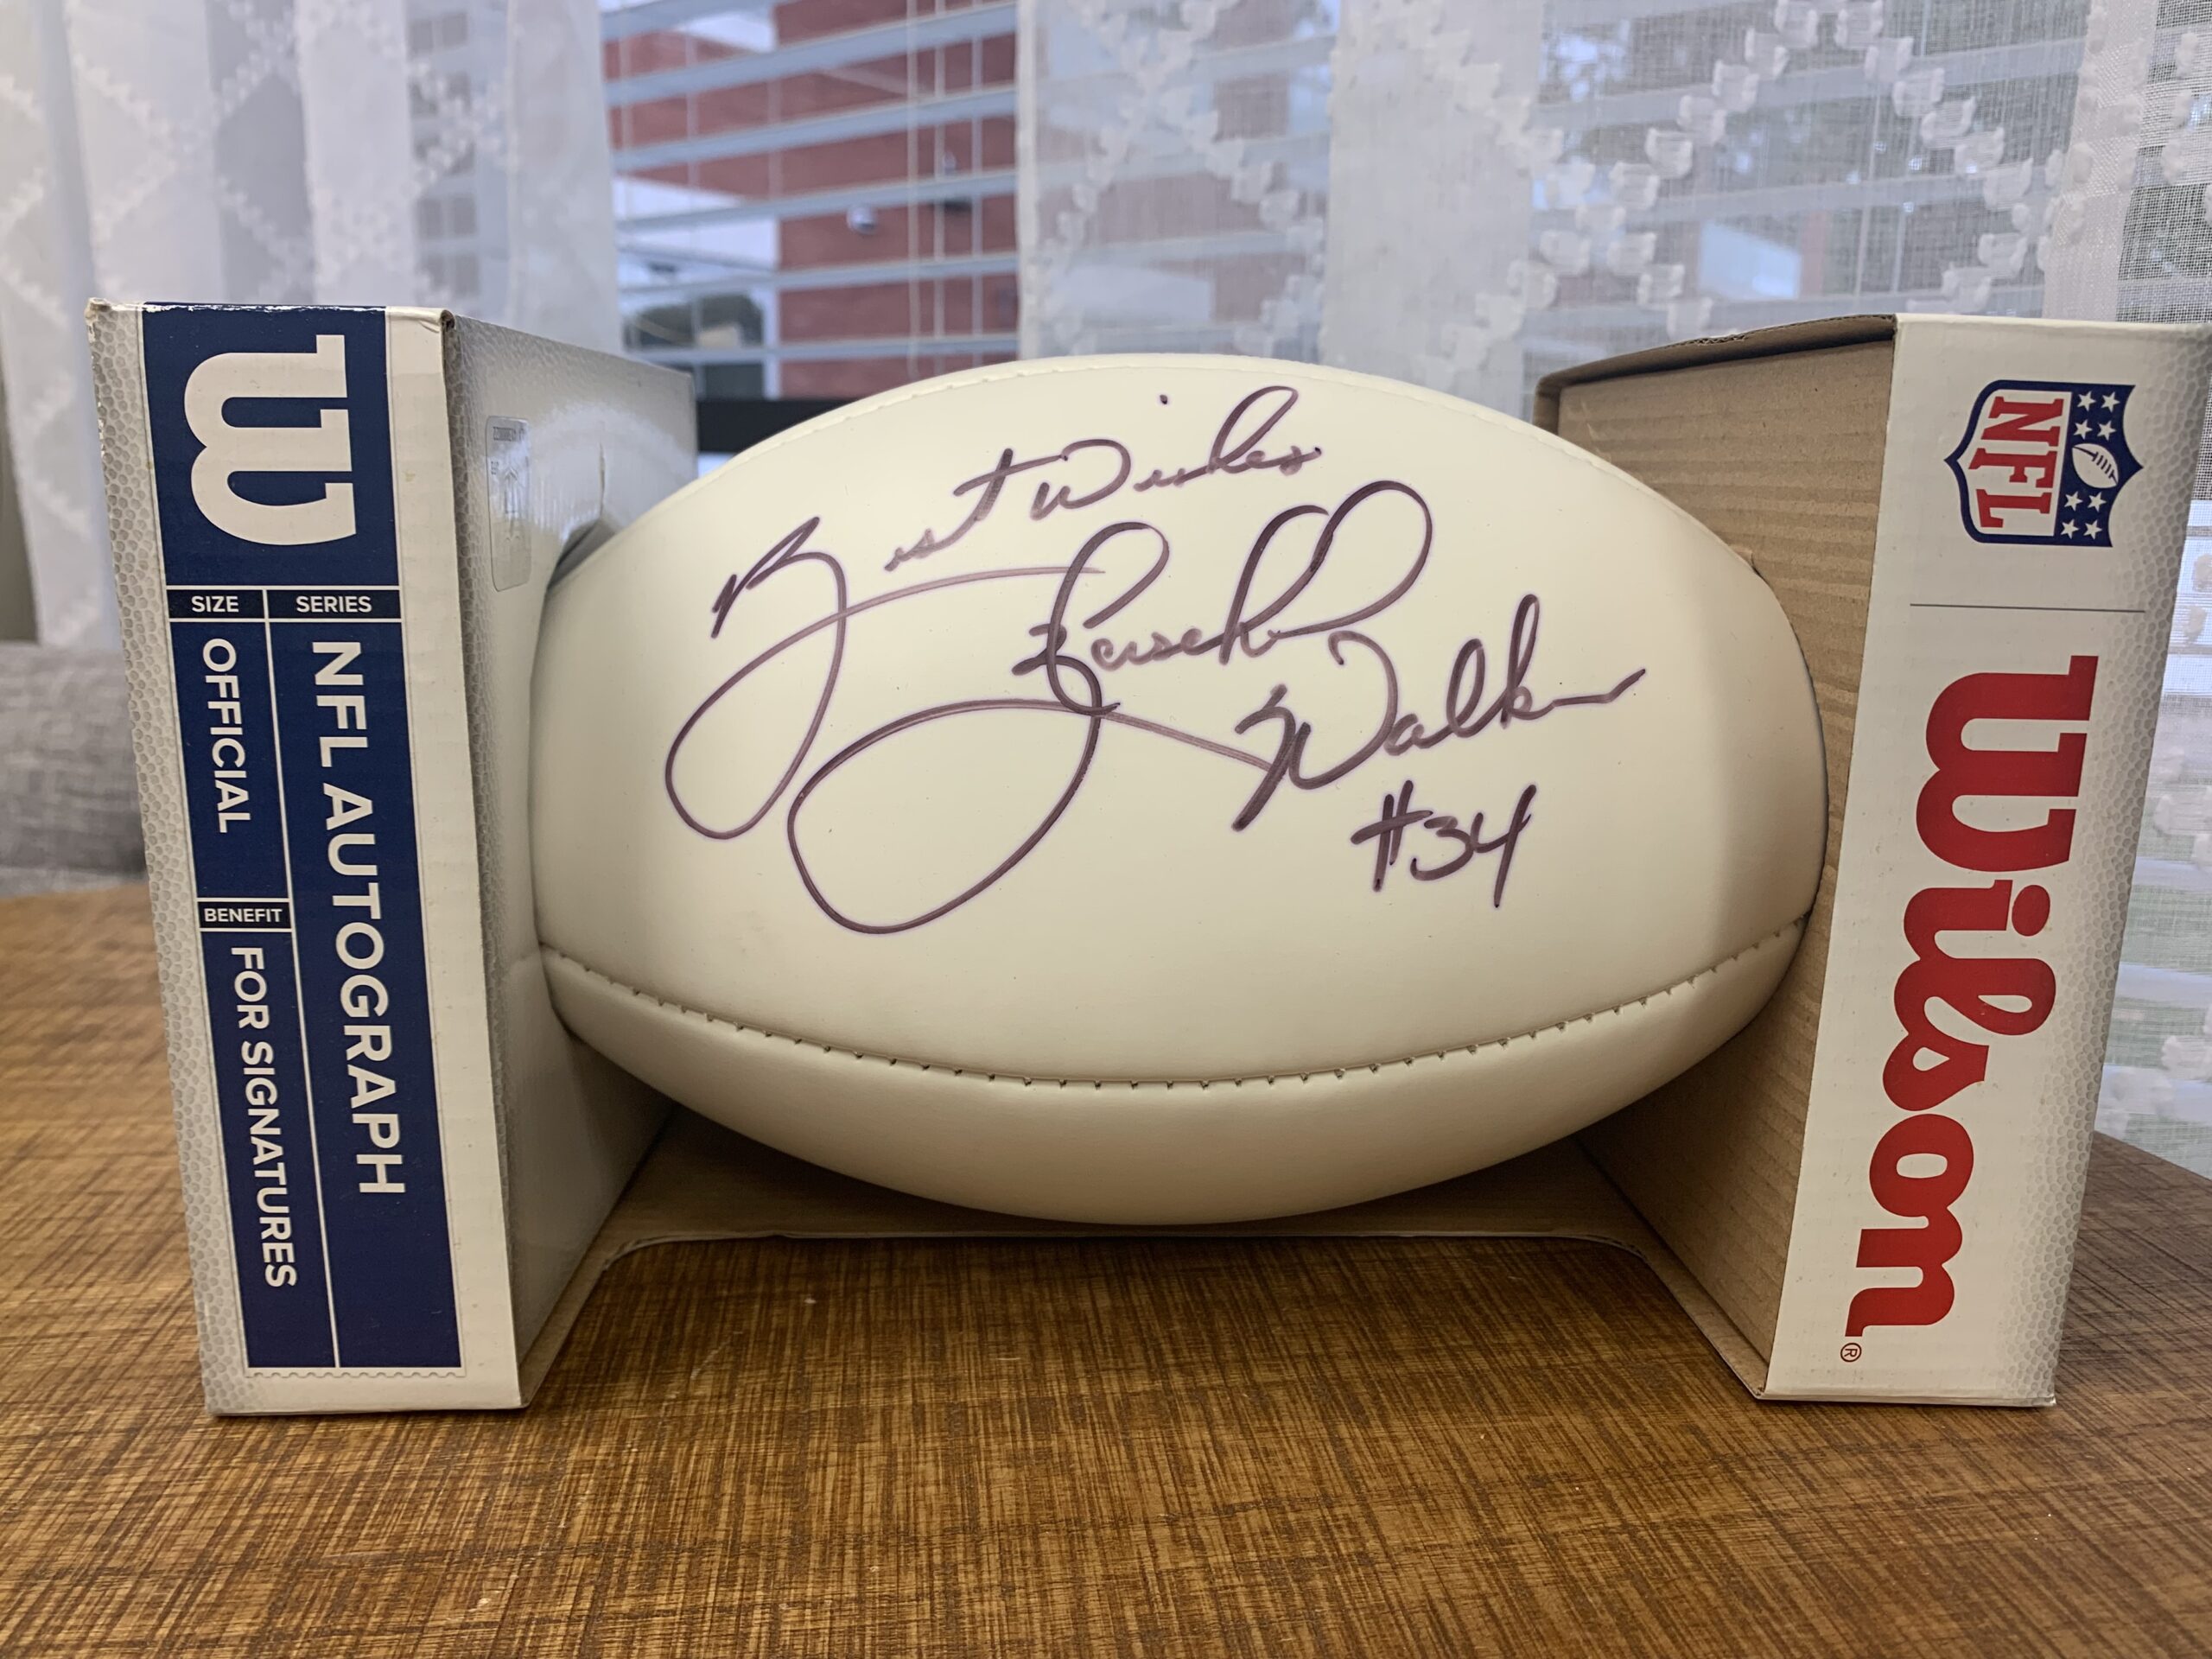 W
SIZE
OFFICIAL
SERIES
NFL AUTOGRAPH
BENEFIT
FOR SIGNATURES
Best Wishes
Herschel
Walker
#34
NFL
Wilson®